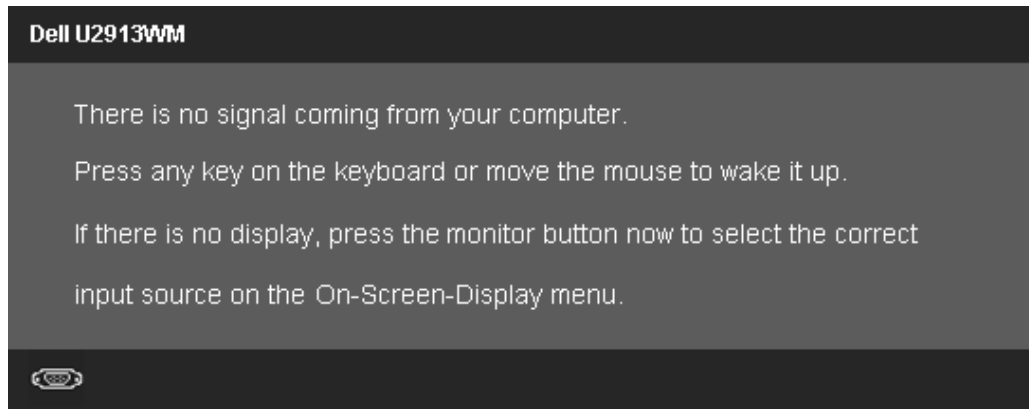 Dell U2913WM
There is no signal coming from your computer.
Press any key on the keyboard or move the mouse to wake it up.
If there is no display, press the monitor button now to select the correct
input source on the On-Screen-Display menu.